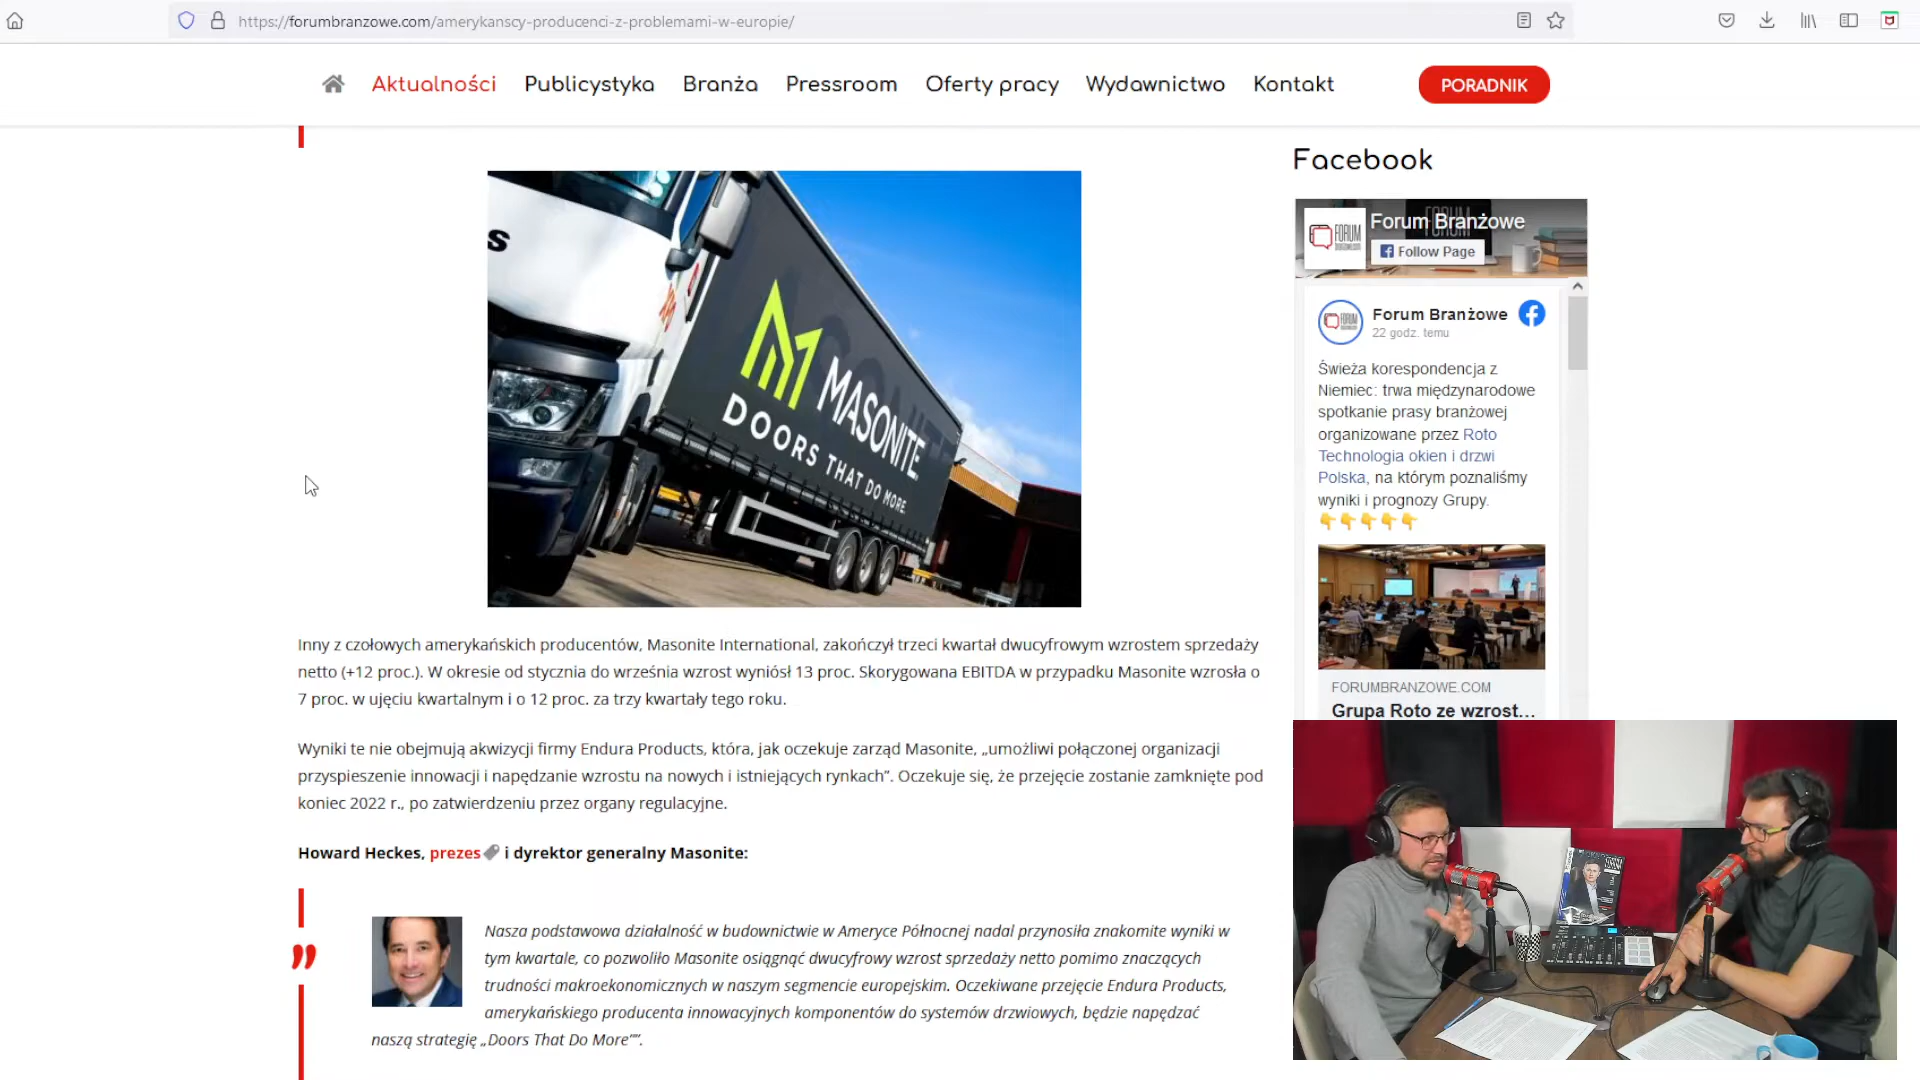 https://forumbranzowe.com/amerykanscy-producenci-z-problemami-w-europie/
Aktualności Publicystyka Branża Pressroom Oferty pracy Wydawnictwo Kontakt PORADNIK
s
MASONITE
DOORS THAT DO MORE.
Inny z czołowych amerykańskich producentów, Masonite International, zakończył trzeci kwartał dwucyfrowym wzrostem sprzedaży
netto (+12 proc.). W okresie od stycznia do września wzrost wyniósł 13 proc. Skorygowana EBITDA w przypadku Masonite wzrosła o
7 proc. w ujęciu kwartalnym i o 12 proc. za trzy kwartały tego roku.
Wyniki te nie obejmują akwizycji firmy Endura Products, która, jak oczekuje zarząd Masonite, „umożliwi połączonej organizacji
przyspieszenie innowacji i napędzanie wzrostu na nowych i istniejących rynkach”. Oczekuje się, że przejęcie zostanie zamknięte pod
koniec 2022 r., po zatwierdzeniu przez organy regulacyjne.
Howard Heckes, prezes i dyrektor generalny Masonite:
”
Nasza podstawowa działalność w budownictwie w Ameryce Północnej nadal przynosiła znakomite wyniki w
tym kwartale, co pozwoliło Masonite osiągnąć dwucyfrowy wzrost sprzedaży netto pomimo znaczących
trudności makroekonomicznych w naszym segmencie europejskim. Oczekiwane przejęcie Endura Products,
amerykańskiego producenta innowacyjnych komponentów do systemów drzwiowych, będzie napędzać
naszą strategię „Doors That Do More””.
Facebook
FORUM
Forum Branżowe
Follow Page
Forum Branżowe
22 godz. temu
Świeża korespondencja z
Niemiec: trwa międzynarodowe
spotkanie prasy branżowej
organizowane przez Roto
Technologia okien i drzwi
Polska, na którym poznaliśmy
wyniki i prognozy Grupy.
👇👇👇👇👇
FORUMBRANZOWE.COM
Grupa Roto ze wzrost...